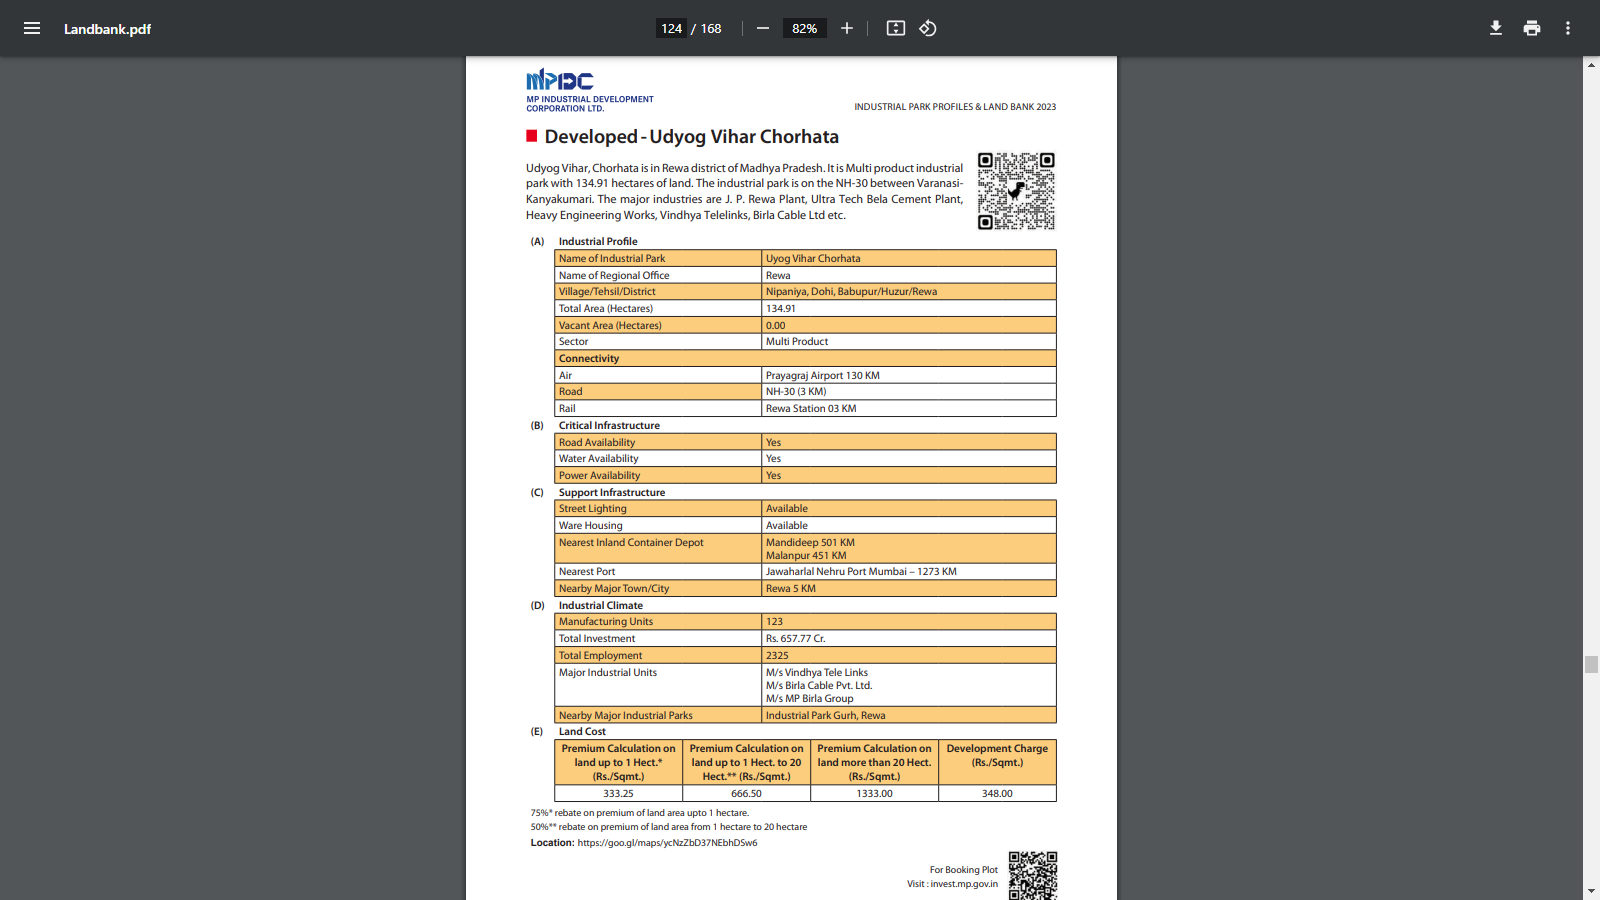 Landbank.pdf
124 / 168
82%
MPIDC
MP INDUSTRIAL DEVELOPMENT
CORPORATION LTD.
INDUSTRIAL PARK PROFILES & LAND BANK 2023
Developed - Udyog Vihar Chorhata
Udyog Vihar, Chorhata is in Rewa district of Madhya Pradesh. It is Multi product industrial
park with 134.91 hectares of land. The industrial park is on the NH-30 between Varanasi-
Kanyakumari. The major industries are J. P. Rewa Plant, Ultra Tech Bela Cement Plant,
Heavy Engineering Works, Vindhya Telelinks, Birla Cable Ltd etc.
(A) Industrial Profile
Name of Industrial Park Uyog Vihar Chorhata
Name of Regional Office Rewa
Village/Tehsil/District Nipaniya, Dohi, Babupur/Huzur/Rewa
Total Area (Hectares) 134.91
Vacant Area (Hectares) 0.00
Sector Multi Product
Connectivity
Air Prayagraj Airport 130 KM
Road NH-30 (3 KM)
Rail Rewa Station 03 KM
(B) Critical Infrastructure
Road Availability Yes
Water Availability Yes
Power Availability Yes
(C) Support Infrastructure
Street Lighting Available
Ware Housing Available
Nearest Inland Container Depot Mandideep 501 KM
Malanpur 451 KM
Nearest Port Jawaharlal Nehru Port Mumbai – 1273 KM
Nearby Major Town/City Rewa 5 KM
(D) Industrial Climate
Manufacturing Units 123
Total Investment Rs. 657.77 Cr.
Total Employment 2325
Major Industrial Units M/s Vindhya Tele Links
M/s Birla Cable Pvt. Ltd.
M/s MP Birla Group
Nearby Major Industrial Parks Industrial Park Gurh, Rewa
(E) Land Cost
Premium Calculation on Premium Calculation on Premium Calculation on Development Charge
land up to 1 Hect.* land up to 1 Hect. to 20 land more than 20 Hect. (Rs./Sqmt.)
(Rs./Sqmt.) Hect.** (Rs./Sqmt.) (Rs./Sqmt.)
333.25 666.50 1333.00 348.00
75%* rebate on premium of land area upto 1 hectare.
50%** rebate on premium of land area from 1 hectare to 20 hectare
Location: https://goo.gl/maps/ycNzZbD37NEbhDSw6
For Booking Plot
Visit : invest.mp.gov.in